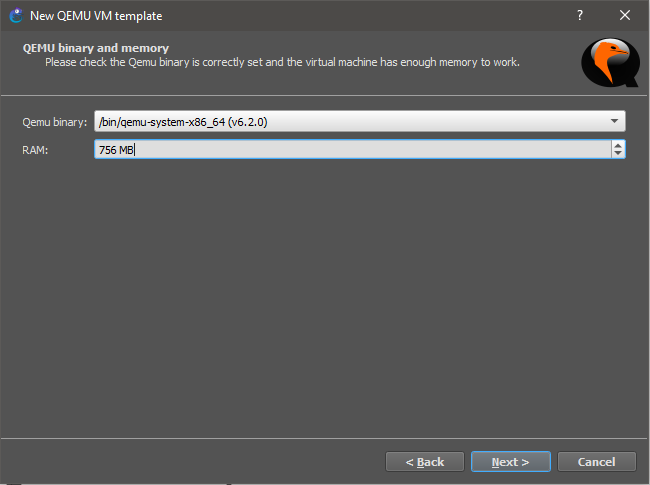 New QEMU VM template
QEMU binary and memory
Please check the Qemu binary is correctly set and the virtual machine has enough memory to work.
Qemu binary: /bin/qemu-system-x86_64 (v6.2.0)
RAM: 756 MB
< Back Next > Cancel